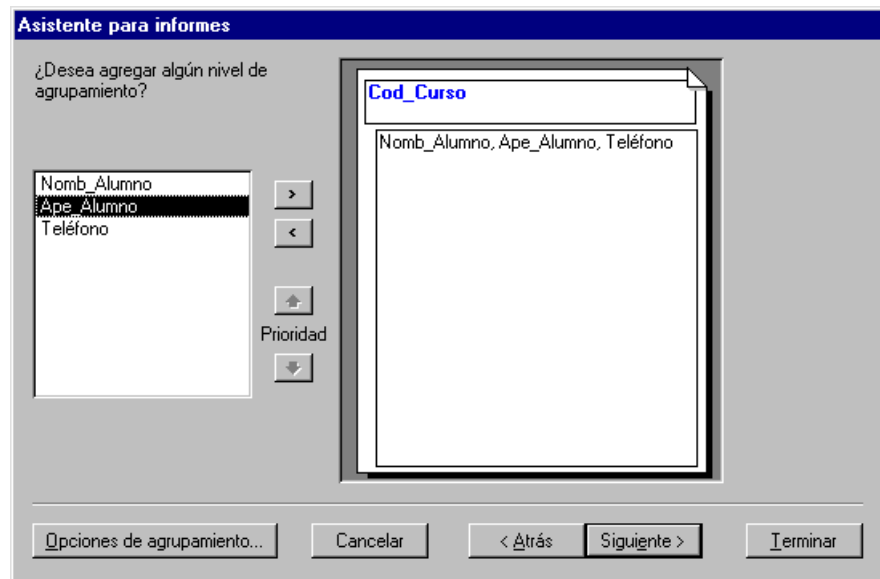 Asistente para informes
¿Desea agregar algún nivel de
agrupamiento?
Cod_Curso
Nomb_Alumno, Ape_Alumno, Teléfono
Nomb_Alumno
Ape_Alumno
Teléfono
>
<
Prioridad
Opciones de agrupamiento...
Cancelar
< Atrás
Siguiente >
Terminar